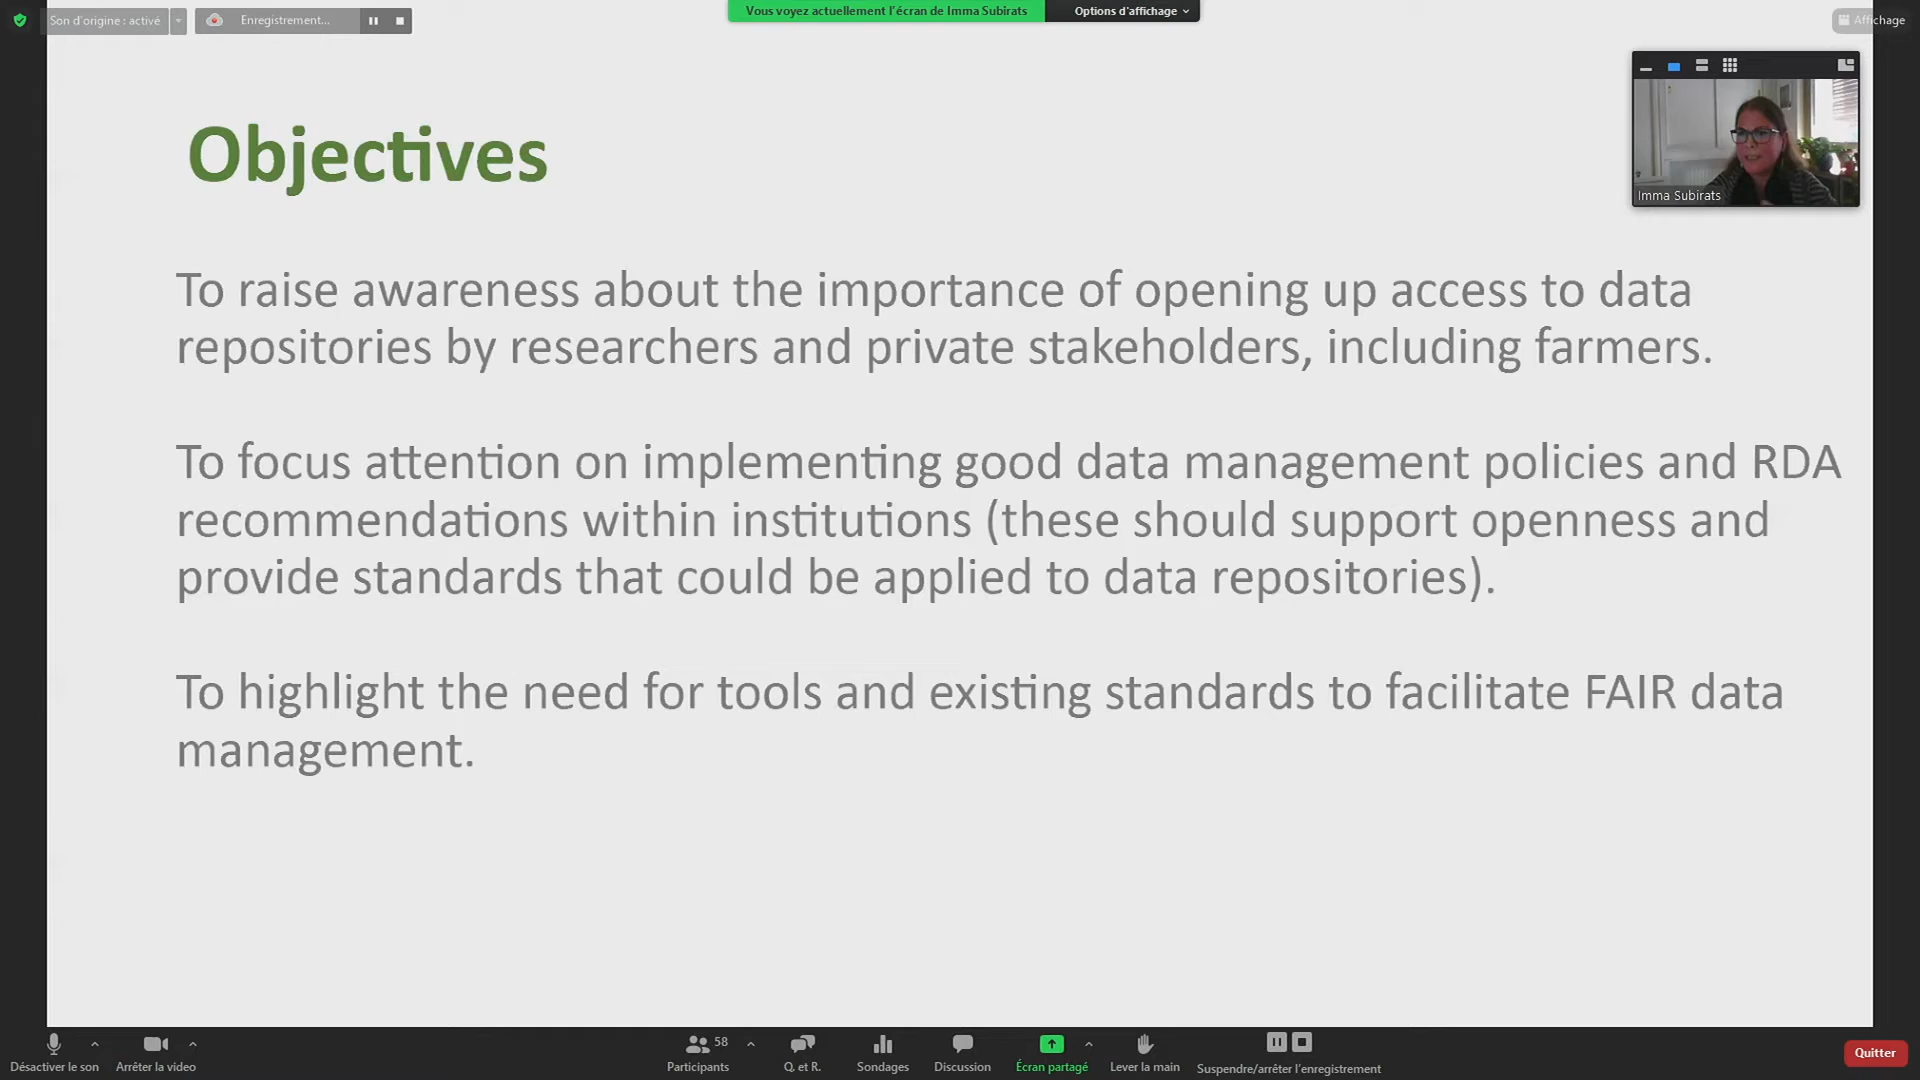 Son d'origine : activé
Enregistrement...
Vous voyez actuellement l'écran de Imma Subirats
Options d'affichage
Affichage
Imma Subirats
Objectives
To raise awareness about the importance of opening up access to data
repositories by researchers and private stakeholders, including farmers.
To focus attention on implementing good data management policies and RDA
recommendations within institutions (these should support openness and
provide standards that could be applied to data repositories).
To highlight the need for tools and existing standards to facilitate FAIR data
management.
Désactiver le son
Arrêter la video
58
Participants
Q. et R.
Sondages
Discussion
Écran partagé
Lever la main
Suspendre/arrêter l'enregistrement
Quitter